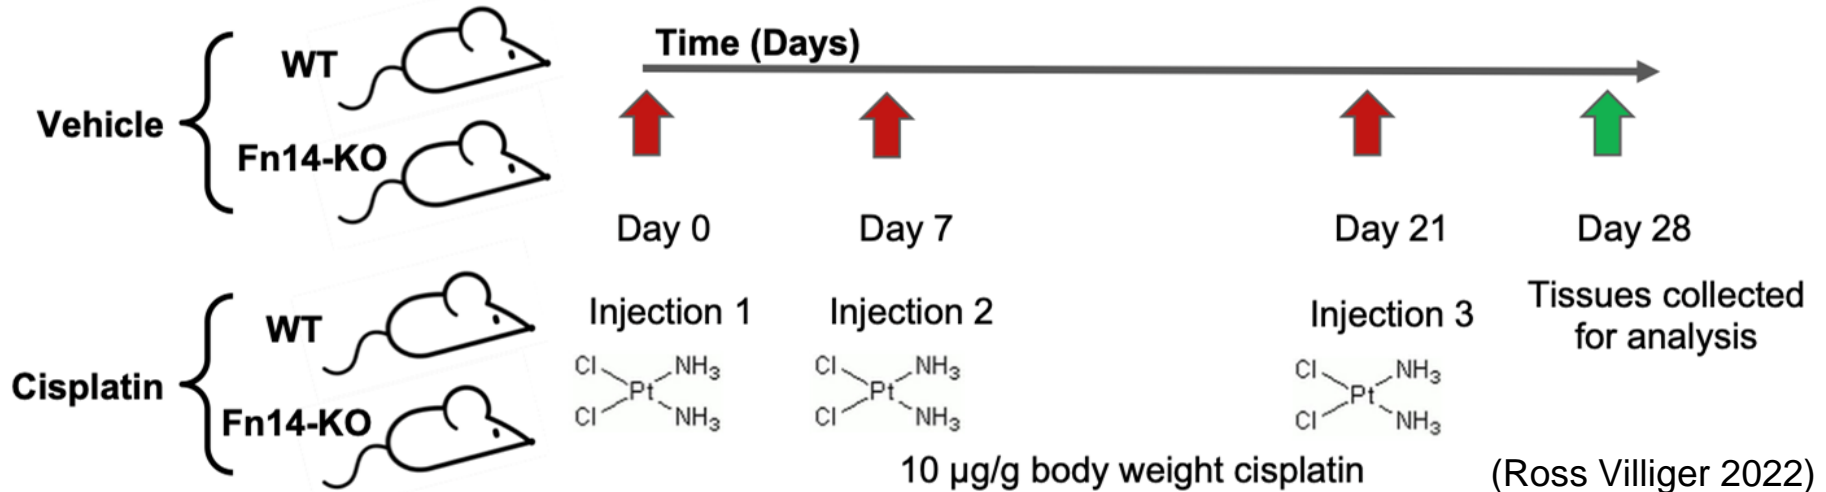 Time (Days)
Vehicle
WT
Fn14-KO
Cisplatin
WT
Fn14-KO
Day 0
Day 7
Day 21
Day 28
Injection 1
Injection 2
Injection 3
Tissues collected
for analysis
Cl NH3
Pt
Cl NH3
Cl NH3
Pt
Cl NH3
Cl NH3
Pt
Cl NH3
10 µg/g body weight cisplatin
(Ross Villiger 2022)